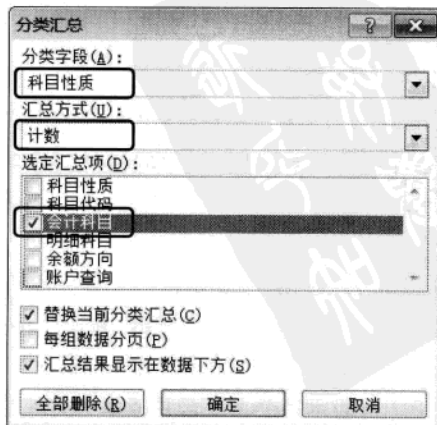 分类汇总
分类字段(A):
科目性质
汇总方式(U):
计数
选定汇总项(D):
科目性质
科目代码
会计科目
明细科目
余额方向
账户查询
替换当前分类汇总(C)
每组数据分页(P)
汇总结果显示在数据下方(S)
全部删除(R) 确定 取消